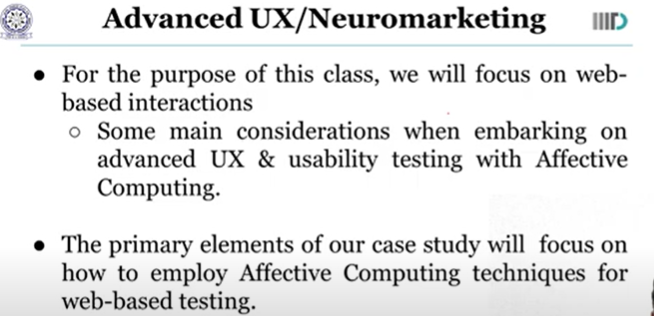 Advanced UX/Neuromarketing
● For the purpose of this class, we will focus on web-
based interactions
○ Some main considerations when embarking on
advanced UX & usability testing with Affective
Computing.
● The primary elements of our case study will focus on
how to employ Affective Computing techniques for
web-based testing.